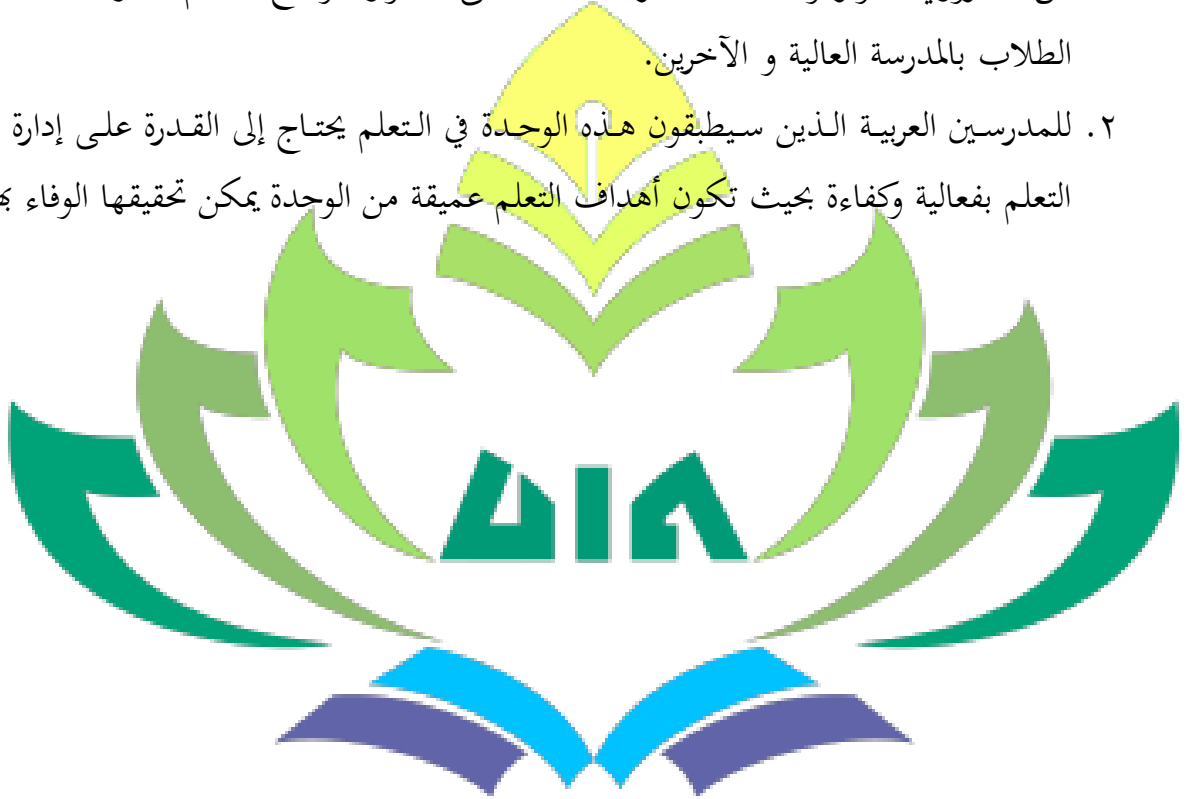 الطلاب بالمدرسة العالية و الآخرين.
٢. للمدرسين العربية الذين سيطبقون هذه الوحدة في التعلم يحتاج إلى القدرة على إدارة
التعلم بفعالية وكفاءة بحيث تكون أهداف التعلم عميقة من الوحدة يمكن تحقيقها الوفاء